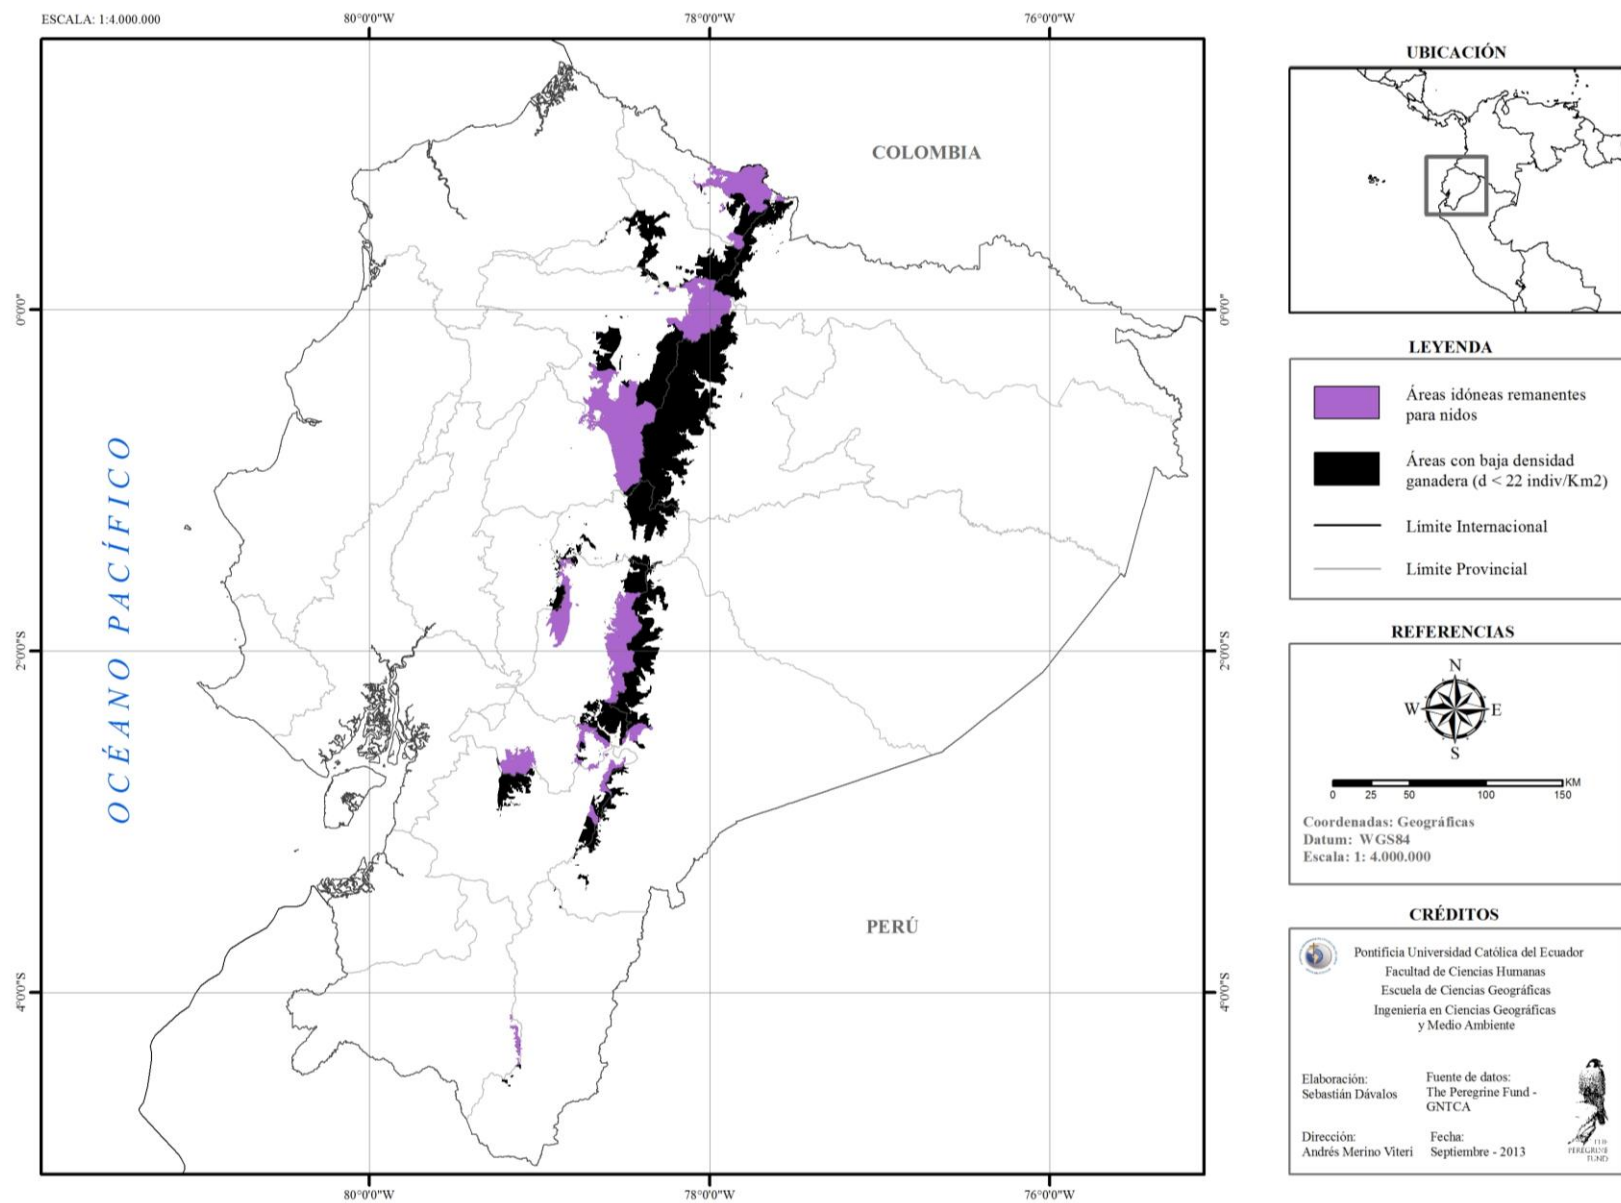 ESCALA: 1:4.000.000
80°0'0"W
78°0'0"W
76°0'0"W
0°0'0"
2°0'0"S
4°0'0"S
OCÉANO PACÍFICO
COLOMBIA
PERÚ
0°0'0"
2°0'0"S
4°0'0"S
80°0'0"W
78°0'0"W
76°0'0"W
UBICACIÓN
LEYENDA
Áreas idóneas remanentes
para nidos
Áreas con baja densidad
ganadera (d < 22 indiv/Km2)
Límite Internacional
Límite Provincial
REFERENCIAS
N
W
E
S
KM
0 25 50 100 150
Coordenadas: Geográficas
Datum: WGS84
Escala: 1: 4.000.000
CRÉDITOS
Pontificia Universidad Católica del Ecuador
Facultad de Ciencias Humanas
Escuela de Ciencias Geográficas
Ingeniería en Ciencias Geográficas
y Medio Ambiente
Elaboración:
Sebastián Dávalos
Fuente de datos:
The Peregrine Fund -
GNTCA
Dirección:
Andrés Merino Viteri
Fecha:
Septiembre - 2013
THE
PEREGRINE
FUND